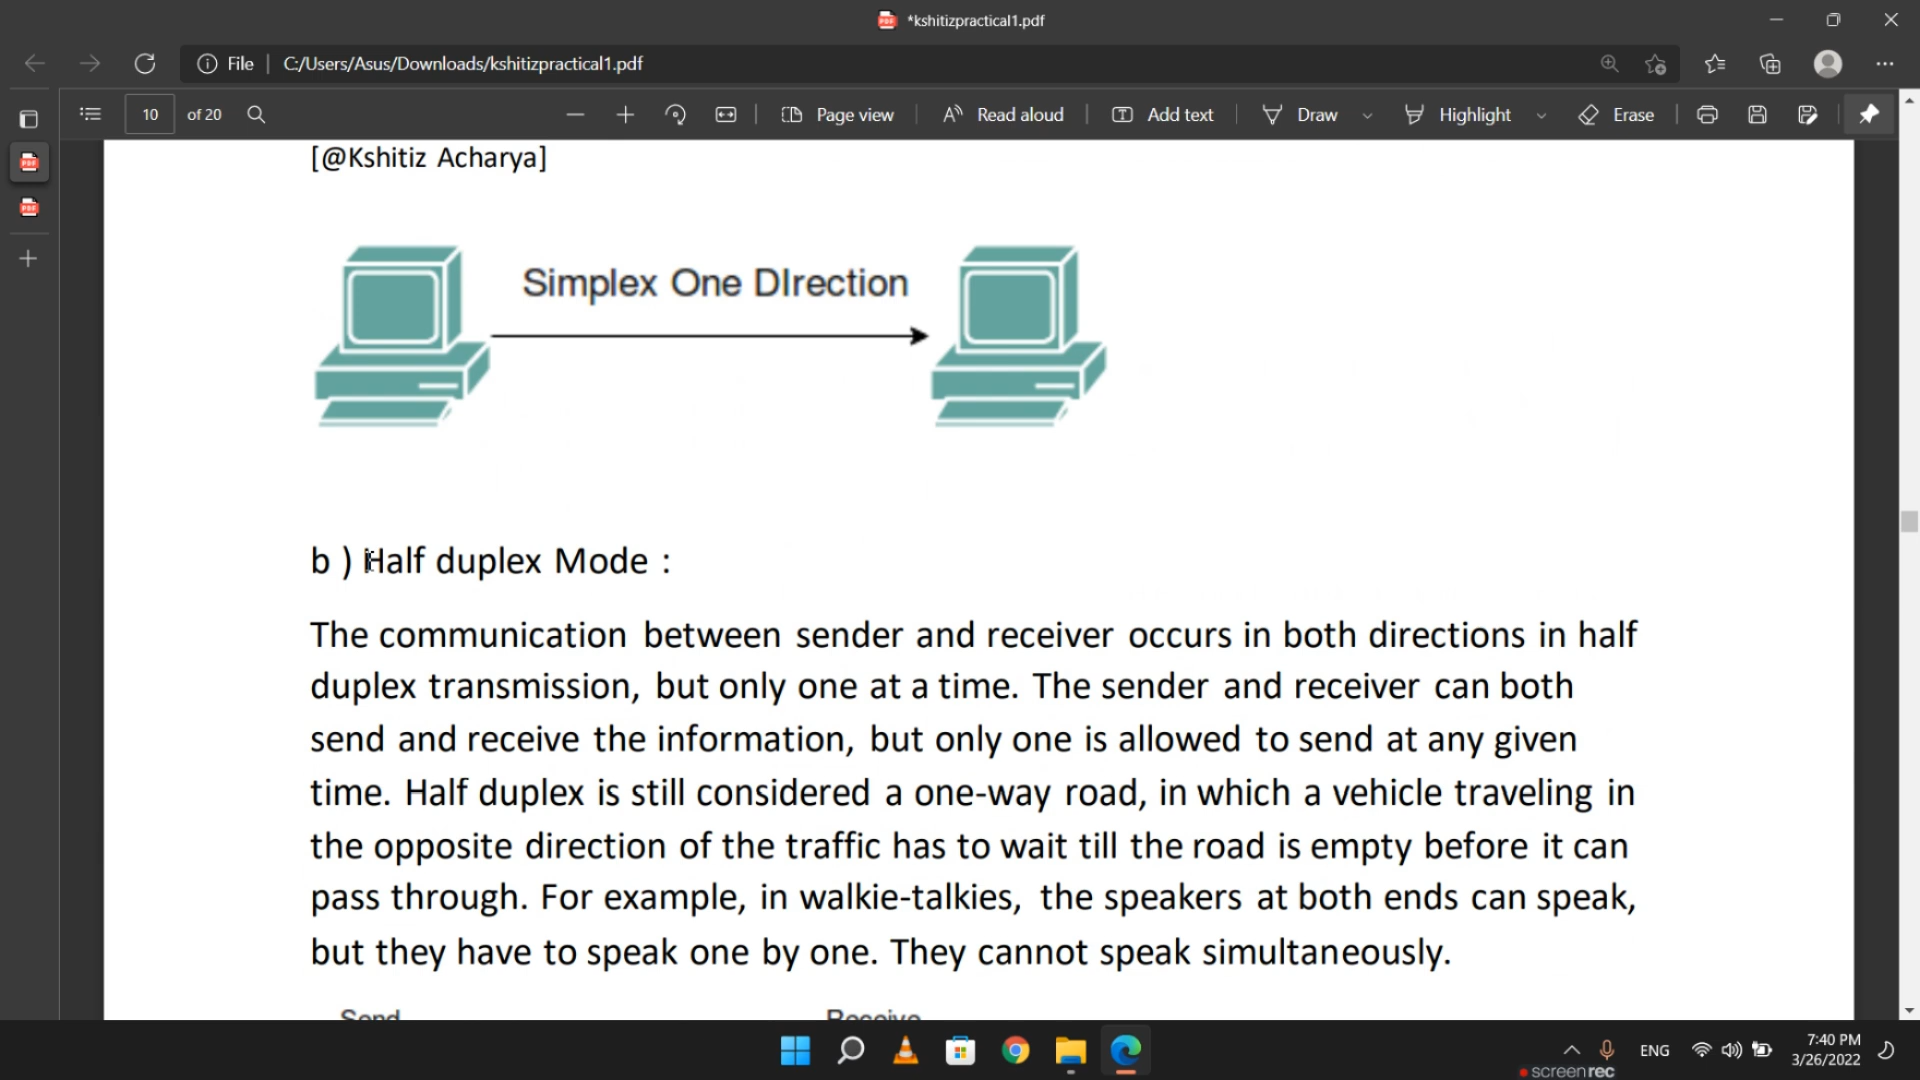 *kshitizpractical1.pdf
File
C:/Users/Asus/Downloads/kshitizpractical1.pdf
10 of 20
Page view
Read aloud
Add text
Draw
Highlight
Erase
[@Kshitiz Acharya]
Simplex One DIrection
b ) Half duplex Mode :
The communication between sender and receiver occurs in both directions in half
duplex transmission, but only one at a time. The sender and receiver can both
send and receive the information, but only one is allowed to send at any given
time. Half duplex is still considered a one-way road, in which a vehicle traveling in
the opposite direction of the traffic has to wait till the road is empty before it can
pass through. For example, in walkie-talkies, the speakers at both ends can speak,
but they have to speak one by one. They cannot speak simultaneously.
Send Receive
ENG
7:40 PM
3/26/2022
screenrec